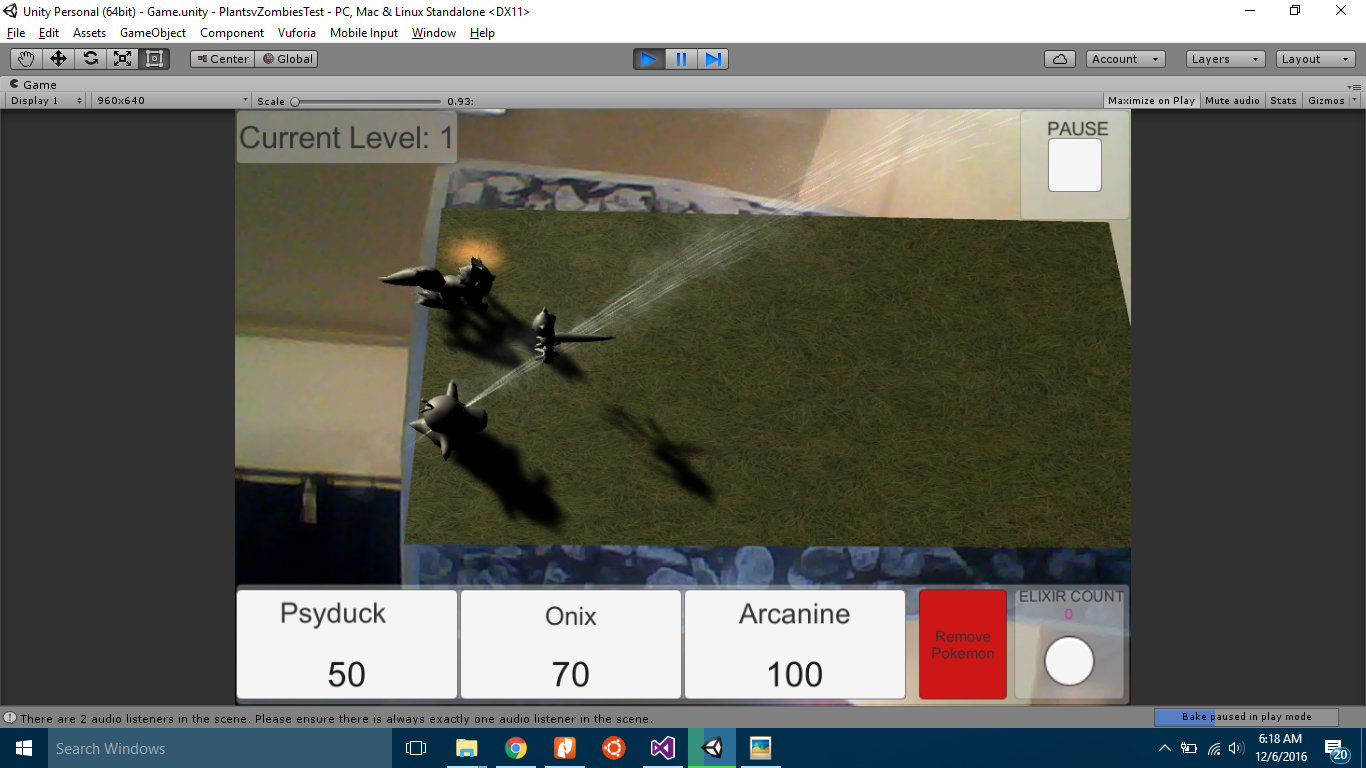 Unity Personal (64bit) - Game.unity - PlantsvZombiesTest - PC, Mac & Linux Standalone <DX11>
File Edit Assets GameObject Component Vuforia Mobile Input Window Help
Center Global Account Layers Layout
Game
Display 1 960x640 Scale 0.93: Maximize on Play Mute audio Stats Gizmos
Current Level: 1
PAUSE
Psyduck
50
Onix
70
Arcanine
100
Remove
Pokemon
ELIXIR COUNT
0
There are 2 audio listeners in the scene. Please ensure there is always exactly one audio listener in the scene.
Bake paused in play mode
Search Windows
6:18 AM
12/6/2016
20